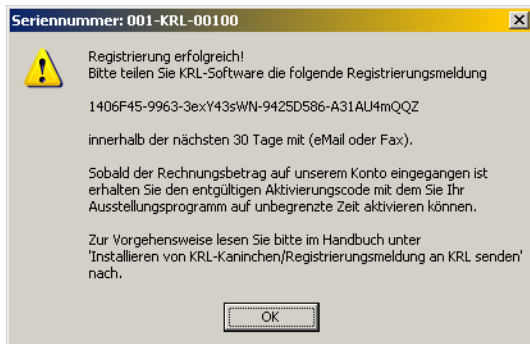 Seriennummer: 001-KRL-00100
Registrierung erfolgreich!
Bitte teilen Sie KRL-Software die folgende Registrierungsmeldung
1406F45-9963-3exY43sWN-9425D586-A31AU4mQQZ
innerhalb der nächsten 30 Tage mit (eMail oder Fax).
Sobald der Rechnungsbetrag auf unserem Konto eingegangen ist
erhalten Sie den entgültigen Aktivierungscode mit dem Sie Ihr
Ausstellungsprogramm auf unbegrenzte Zeit aktivieren können.
Zur Vorgehensweise lesen Sie bitte im Handbuch unter
'Installieren von KRL-Kaninchen/Registrierungsmeldung an KRL senden'
nach.
OK